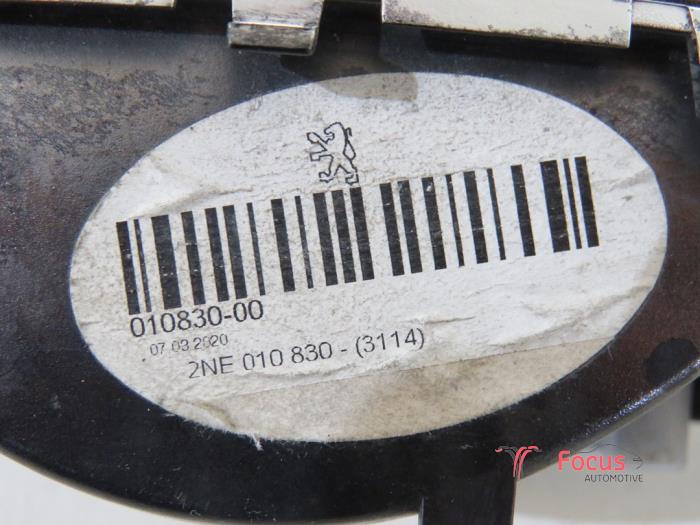 010830-00
07.03.2020
2NE 010 830 - (3114)
Focus
AUTOMOTIVE